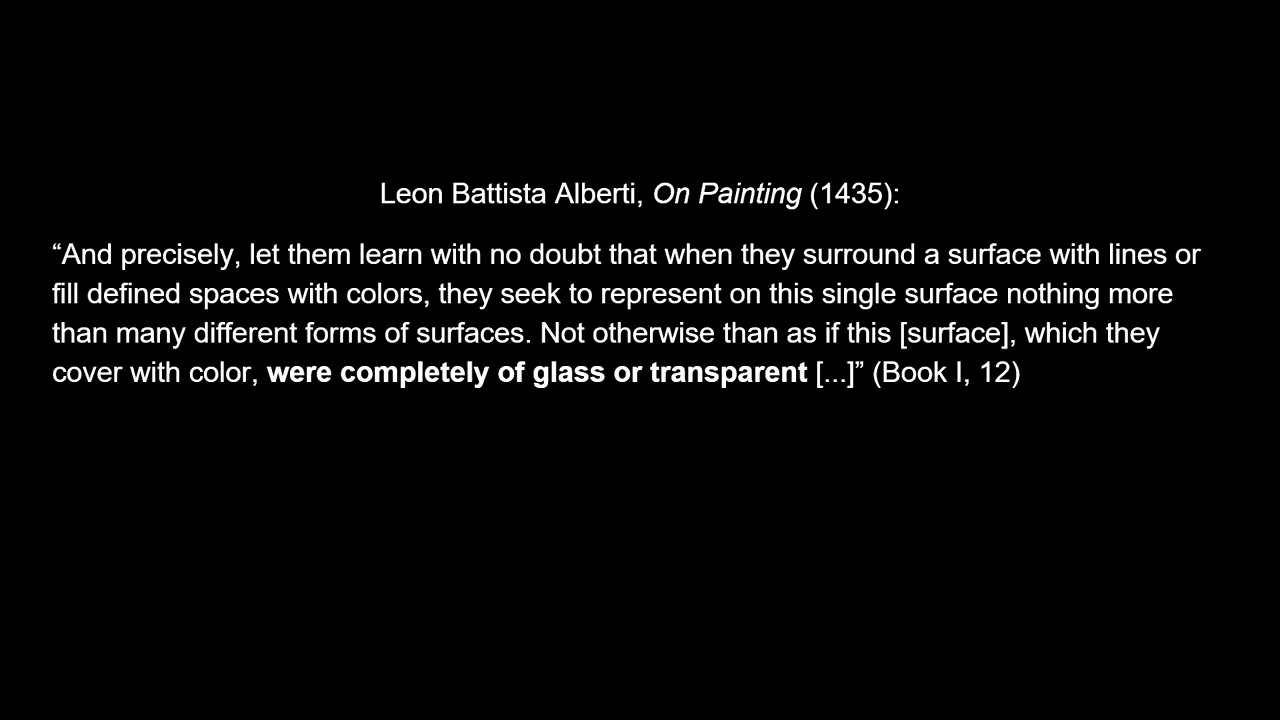 Leon Battista Alberti, On Painting (1435):
“And precisely, let them learn with no doubt that when they surround a surface with lines or
fill defined spaces with colors, they seek to represent on this single surface nothing more
than many different forms of surfaces. Not otherwise than as if this [surface], which they
cover with color, were completely of glass or transparent [...]” (Book I, 12)